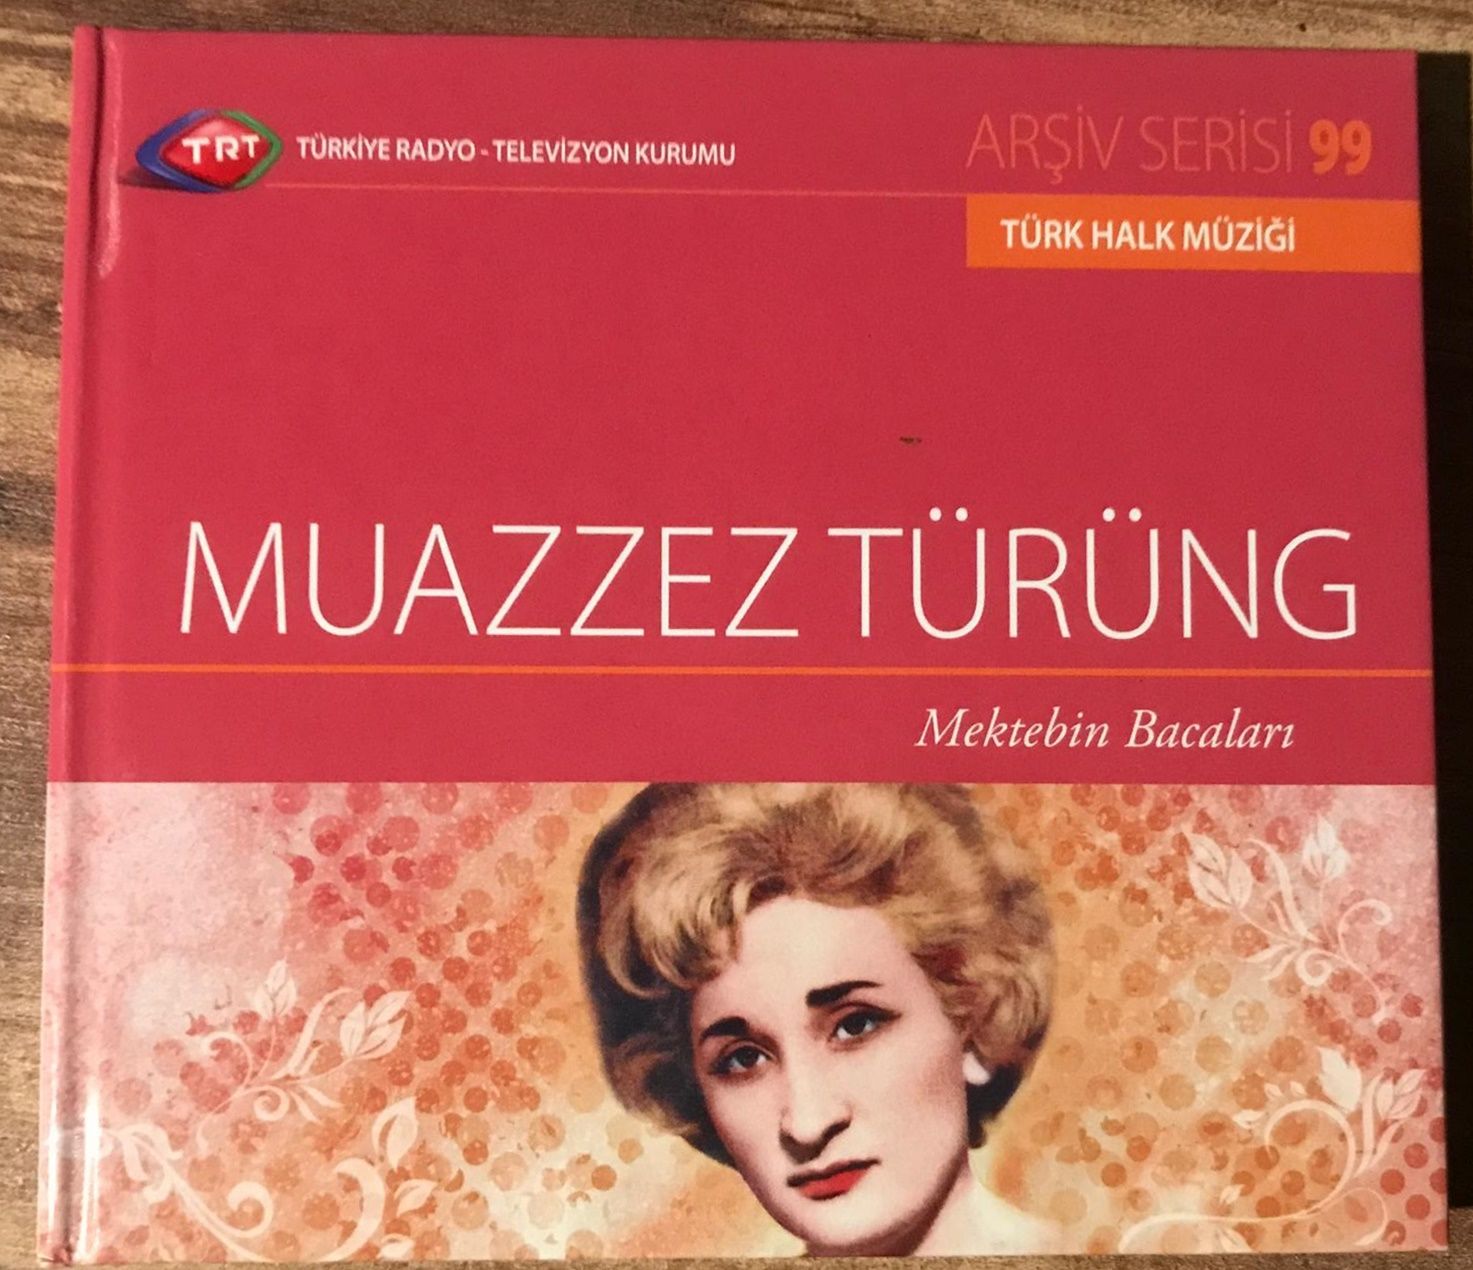 TRT TÜRKİYE RADYO - TELEVİZYON KURUMU
ARŞİV SERİSİ 99
TÜRK HALK MÜZİĞİ
MUAZZEZ TÜRÜNG
Mektebin Bacaları